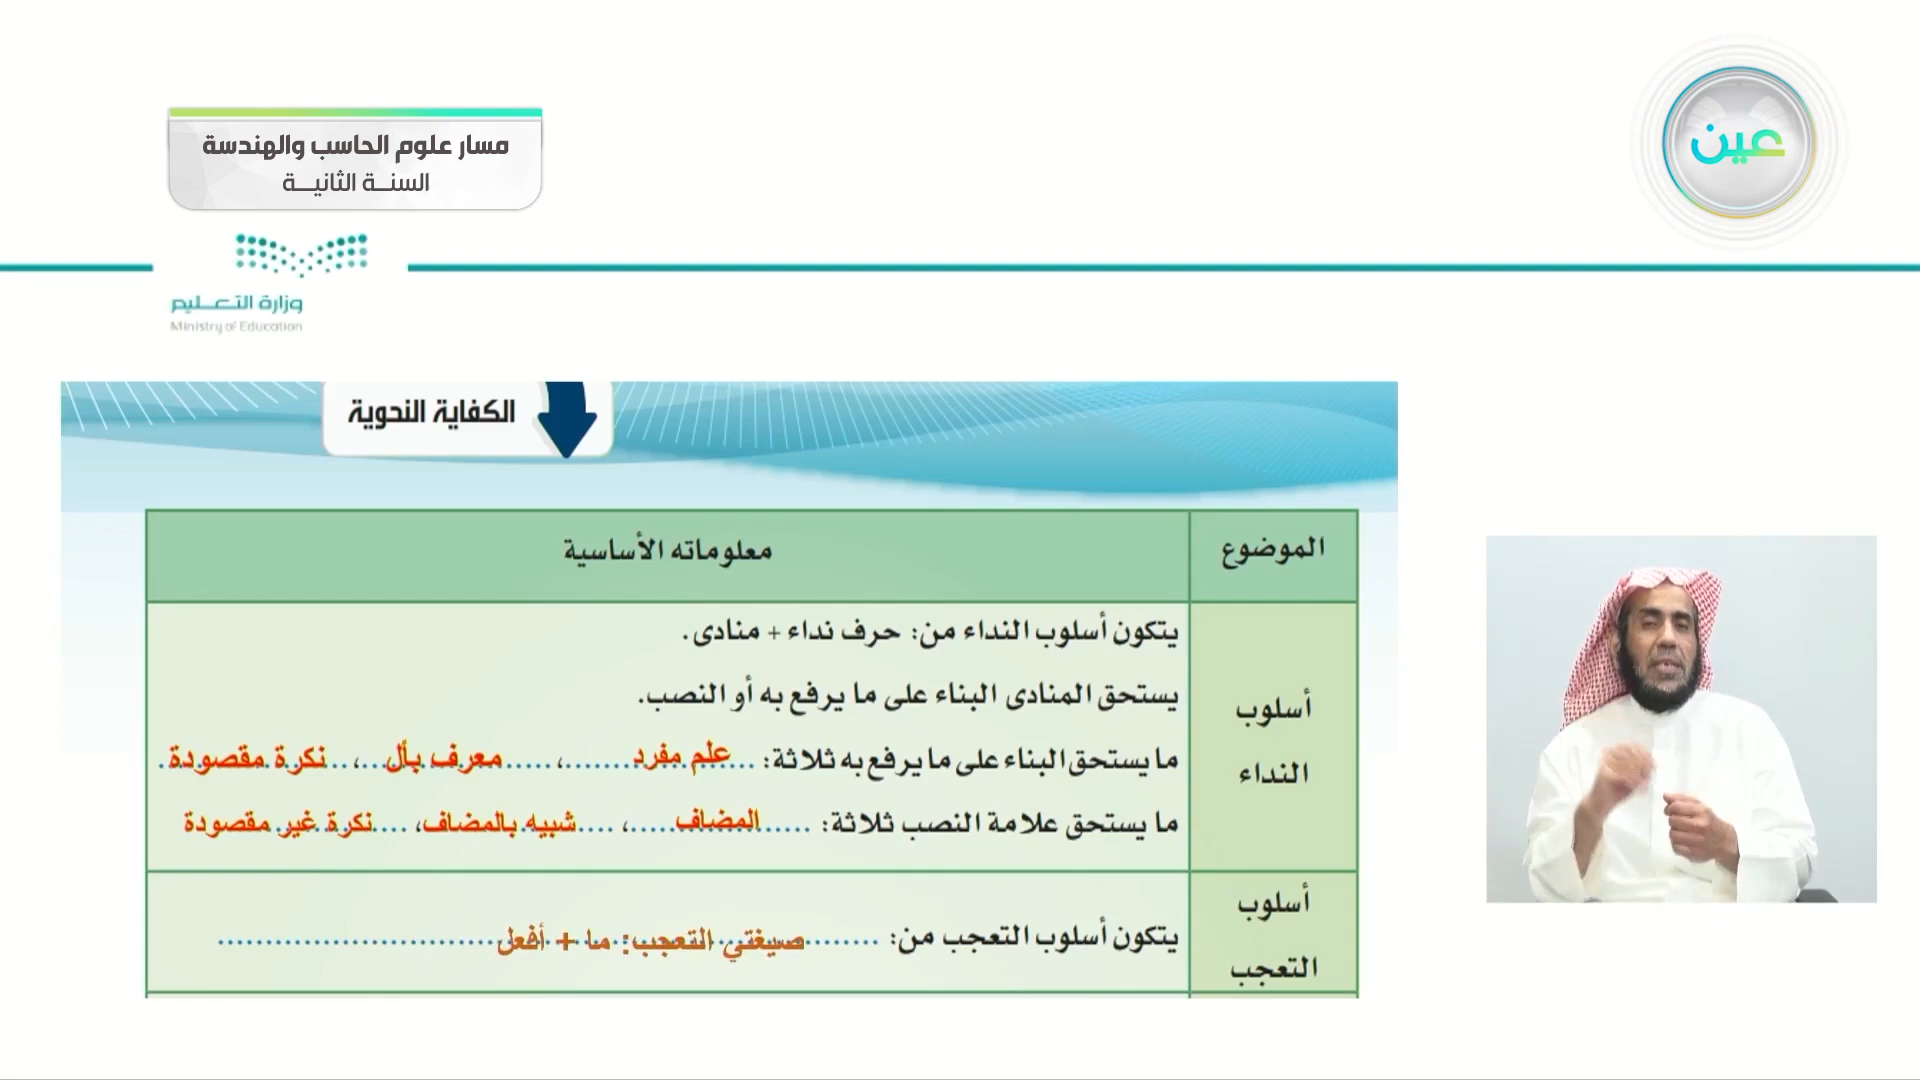 مسار علوم الحاسب والهندسة
السنة الثانية
عين
وزارة التعليم
Ministry of Education
الكفاية النحوية
الموضوع
معلوماته الأساسية
أسلوب
النداء
يتكون أسلوب النداء من: حرف نداء + منادى.
يستحق المنادى البناء على ما يرفع به أو النصب.
ما يستحق البناء على ما يرفع به ثلاثة: ...علم مفرد.......، .....معرف بأل...، ...نكرة مقصودة.
ما يستحق علامة النصب ثلاثة: ......المضاف.....، ....شبيه بالمضاف، ....نكرة غير مقصودة
أسلوب
التعجب
يتكون أسلوب التعجب من: ......صيغتي التعجب: ما + أفعل......